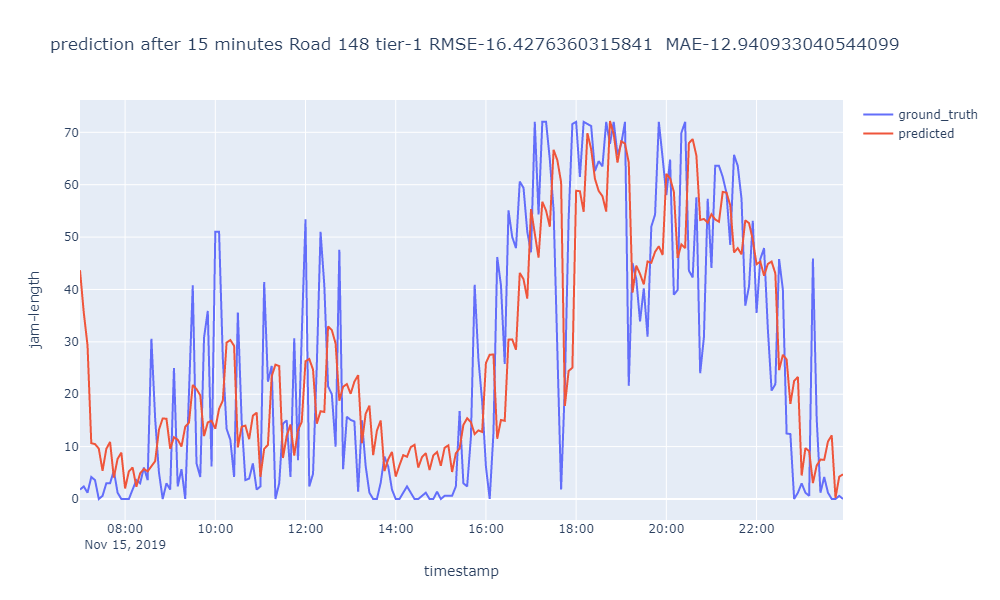 prediction after 15 minutes Road 148 tier-1 RMSE-16.4276360315841  MAE-12.940933040544099
ground_truth
predicted
70
60
50
40
30
20
10
0
jam-length
08:00 10:00 12:00 14:00 16:00 18:00 20:00 22:00
Nov 15, 2019
timestamp